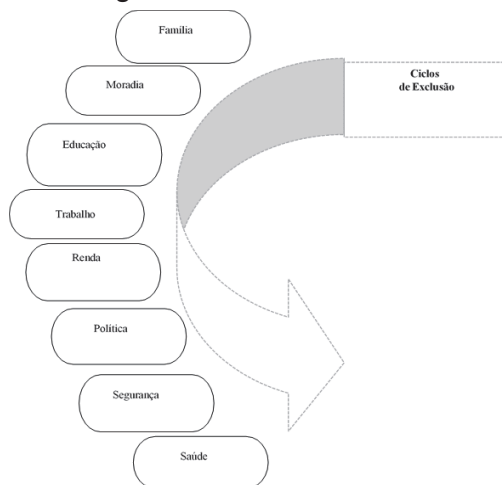 Família
Moradia
Ciclos
de Exclusão
Educação
Trabalho
Renda
Política
Segurança
Saúde